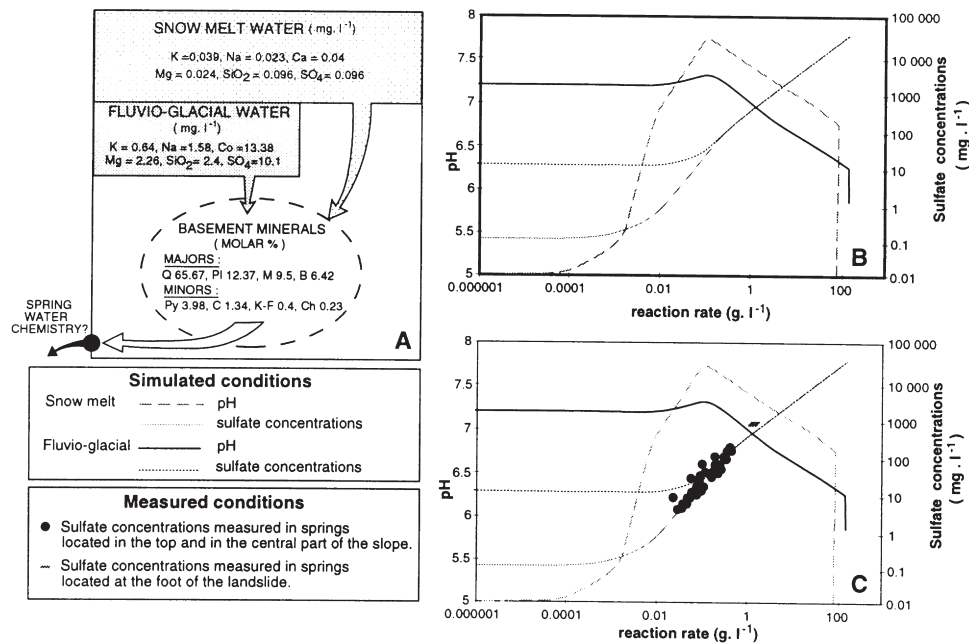 SNOW MELT WATER (mg. l⁻¹)
K =0,039, Na = 0.023, Ca = 0.04
Mg = 0.024, SiO₂ = 0.096, SO₄ = 0.096
FLUVIO-GLACIAL WATER
(mg. l⁻¹)
K = 0.64, Na =1.58, Co =13.38
Mg = 2.26, SiO₂= 2.4, SO₄=10.1
BASEMENT MINERALS
(MOLAR %)
MAJORS :
Q 65.67, Pl 12.37, M 9.5, B 6.42
MINORS :
Py 3.98, C 1.34, K-F 0.4, Ch 0.23
SPRING
WATER
CHEMISTRY?
A
Simulated conditions
Snow melt
pH
sulfate concentrations
Fluvio-glacial
pH
sulfate concentrations
Measured conditions
Sulfate concentrations measured in springs
located in the top and in the central part of the slope.
Sulfate concentrations measured in springs
located at the foot of the landslide.
8
7.5
7
6.5
6
5.5
5
pH
0.000001
0.0001
0.01
1
100
reaction rate (g. l⁻¹)
100 000
10 000
1000
100
10
1
0.1
0.01
Sulfate concentrations
( mg . l⁻¹)
B
8
7.5
7
6.5
6
5.5
5
pH
0.000001
0.0001
0.01
1
100
reaction rate (g. l⁻¹)
100 000
10 000
1000
100
10
1
0.1
0.01
Sulfate concentrations
(mg . l⁻¹)
C